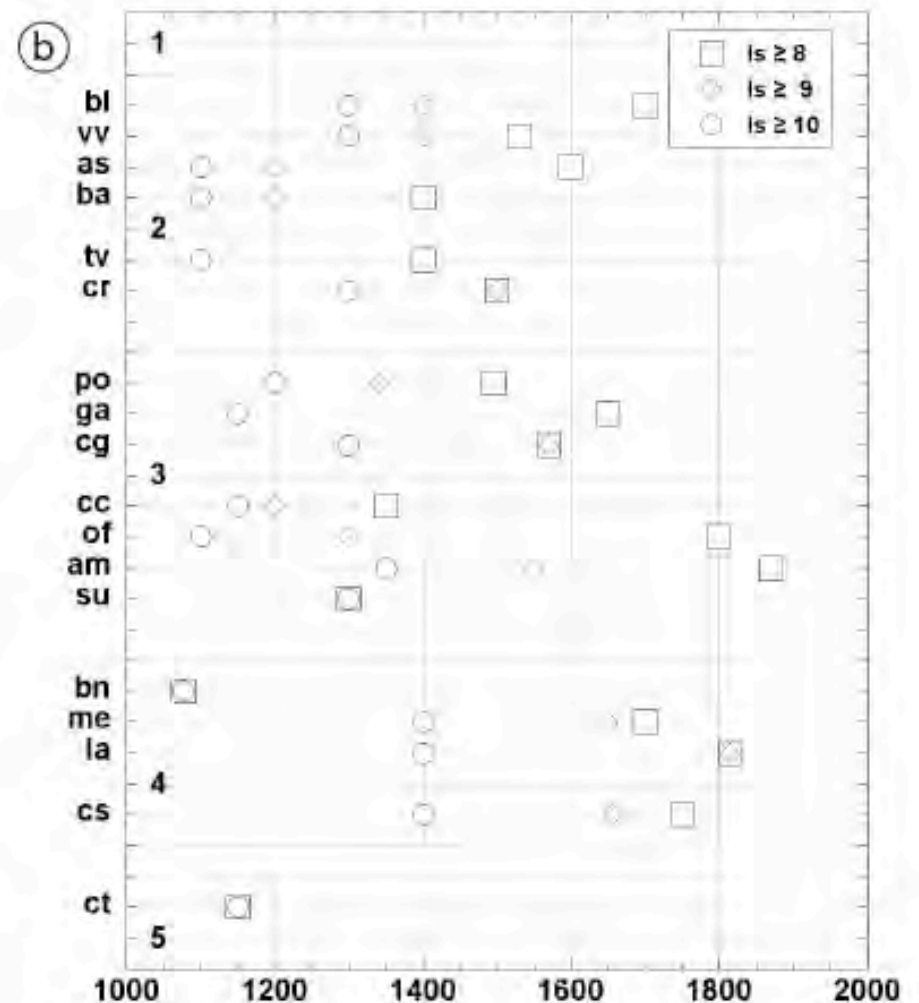 b
1
Is ≥ 8
Is ≥ 9
Is ≥ 10
bl
vv
as
ba
2
tv
cr
po
ga
cg
3
cc
of
am
su
bn
me
la
4
cs
ct
5
1000 1200 1400 1600 1800 2000